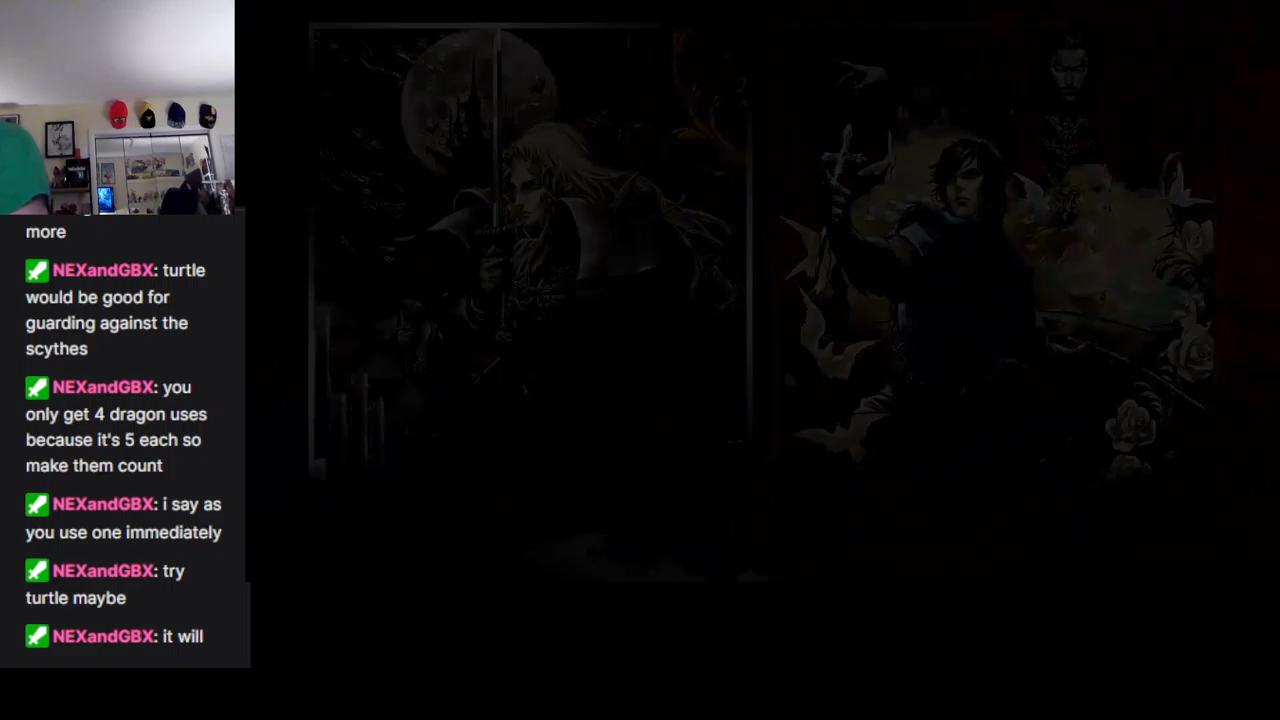 more
NEXandGBX: turtle
would be good for
guarding against the
scythes
NEXandGBX: you
only get 4 dragon uses
because it's 5 each so
make them count
NEXandGBX: i say as
you use one immediately
NEXandGBX: try
turtle maybe
NEXandGBX: it will